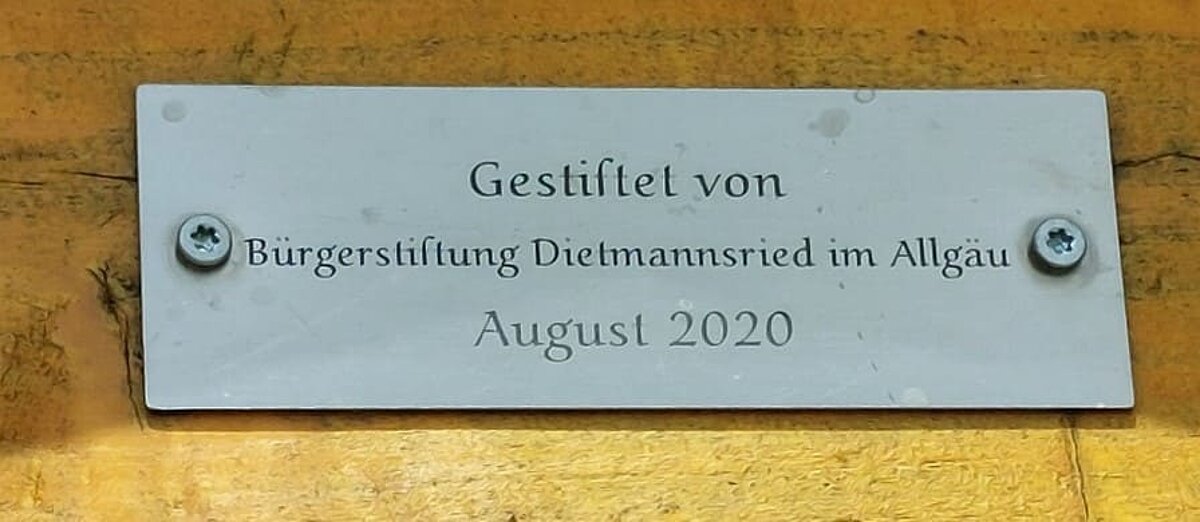 Gestiftet von
Bürgerstiftung Dietmannsried im Allgäu
August 2020